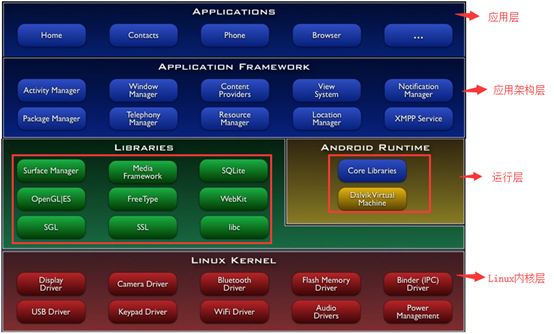 APPLICATIONS
应用层
Home
Contacts
Phone
Browser
...
APPLICATION FRAMEWORK
Activity Manager
Window Manager
Content Providers
View System
Notification Manager
应用架构层
Package Manager
Telephony Manager
Resource Manager
Location Manager
XMPP Service
LIBRARIES
Surface Manager
Media Framework
SQLite
OpenGL|ES
FreeType
WebKit
SGL
SSL
libc
ANDROID RUNTIME
Core Libraries
Dalvik Virtual Machine
运行层
LINUX KERNEL
Linux内核层
Display Driver
Camera Driver
Bluetooth Driver
Flash Memory Driver
Binder (IPC) Driver
USB Driver
Keypad Driver
WiFi Driver
Audio Drivers
Power Management